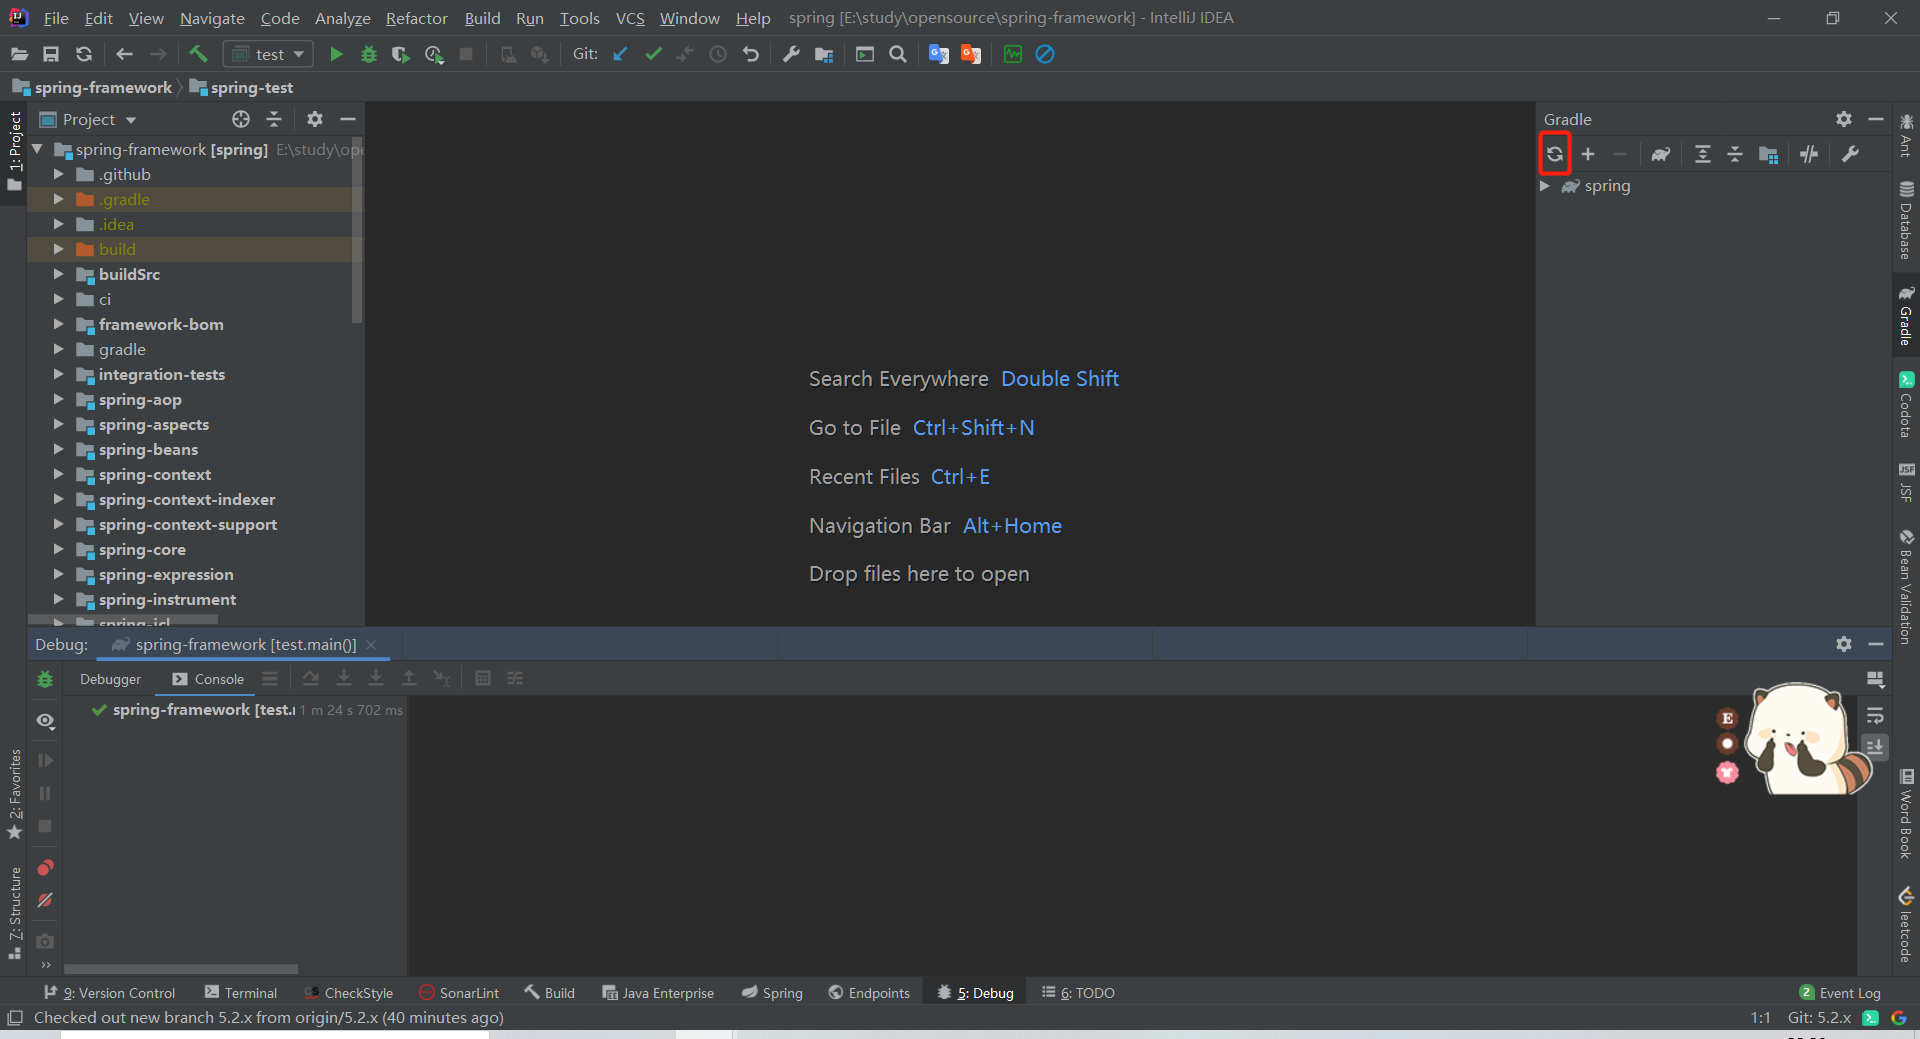 File Edit View Navigate Code Analyze Refactor Build Run Tools VCS Window Help spring [E:\study\opensource\spring-framework] - IntelliJ IDEA
test Git:
spring-framework spring-test
1: Project
Project
spring-framework [spring] E:\study\ope
.github
.gradle
.idea
build
buildSrc
ci
framework-bom
gradle
integration-tests
spring-aop
spring-aspects
spring-beans
spring-context
spring-context-indexer
spring-context-support
spring-core
spring-expression
spring-instrument
spring-jcl
Search Everywhere Double Shift
Go to File Ctrl+Shift+N
Recent Files Ctrl+E
Navigation Bar Alt+Home
Drop files here to open
Gradle
spring
Ant
Database
Gradle
Codota
JSF
JSF
Bean Validation
Word Book
leetcode
Debug: spring-framework [test.main()]
Debugger Console
spring-framework [test. 1 m 24 s 702 ms
E
2: Favorites
7: Structure
9: Version Control Terminal CheckStyle SonarLint Build Java Enterprise Spring Endpoints 5: Debug 6: TODO 2 Event Log
Checked out new branch 5.2.x from origin/5.2.x (40 minutes ago) 1:1 Git: 5.2.x